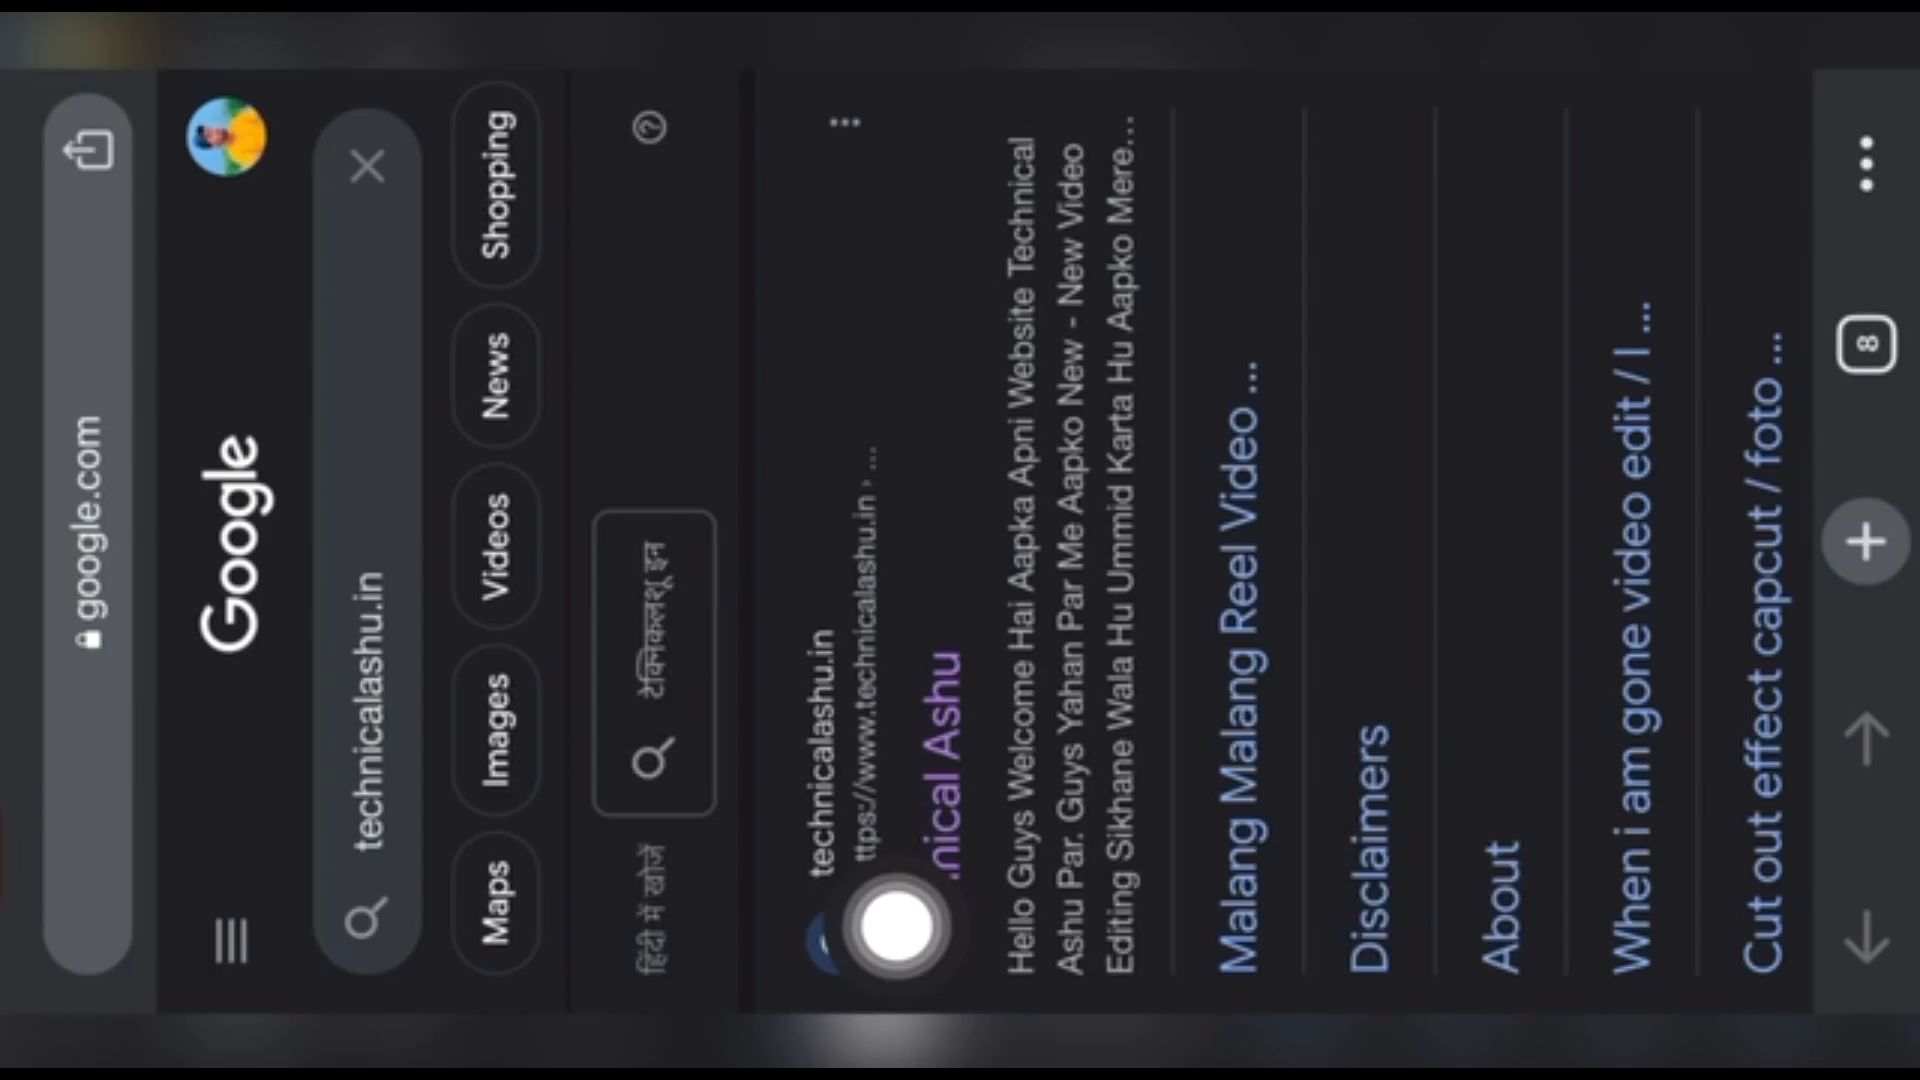 google.com
Google
technicalashu.in
Maps Images Videos News Shopping
हिंदी में खोजें टेक्निकलशू इन
technicalashu.in
ttps://www.technicalashu.in › ...
nical Ashu
Hello Guys Welcome Hai Aapka Apni Website Technical
Ashu Par. Guys Yahan Par Me Aapko New - New Video
Editing Sikhane Wala Hu Ummid Karta Hu Aapko Mere...
Malang Malang Reel Video ...
Disclaimers
About
When i am gone video edit / I ...
Cut out effect capcut / foto ...
8